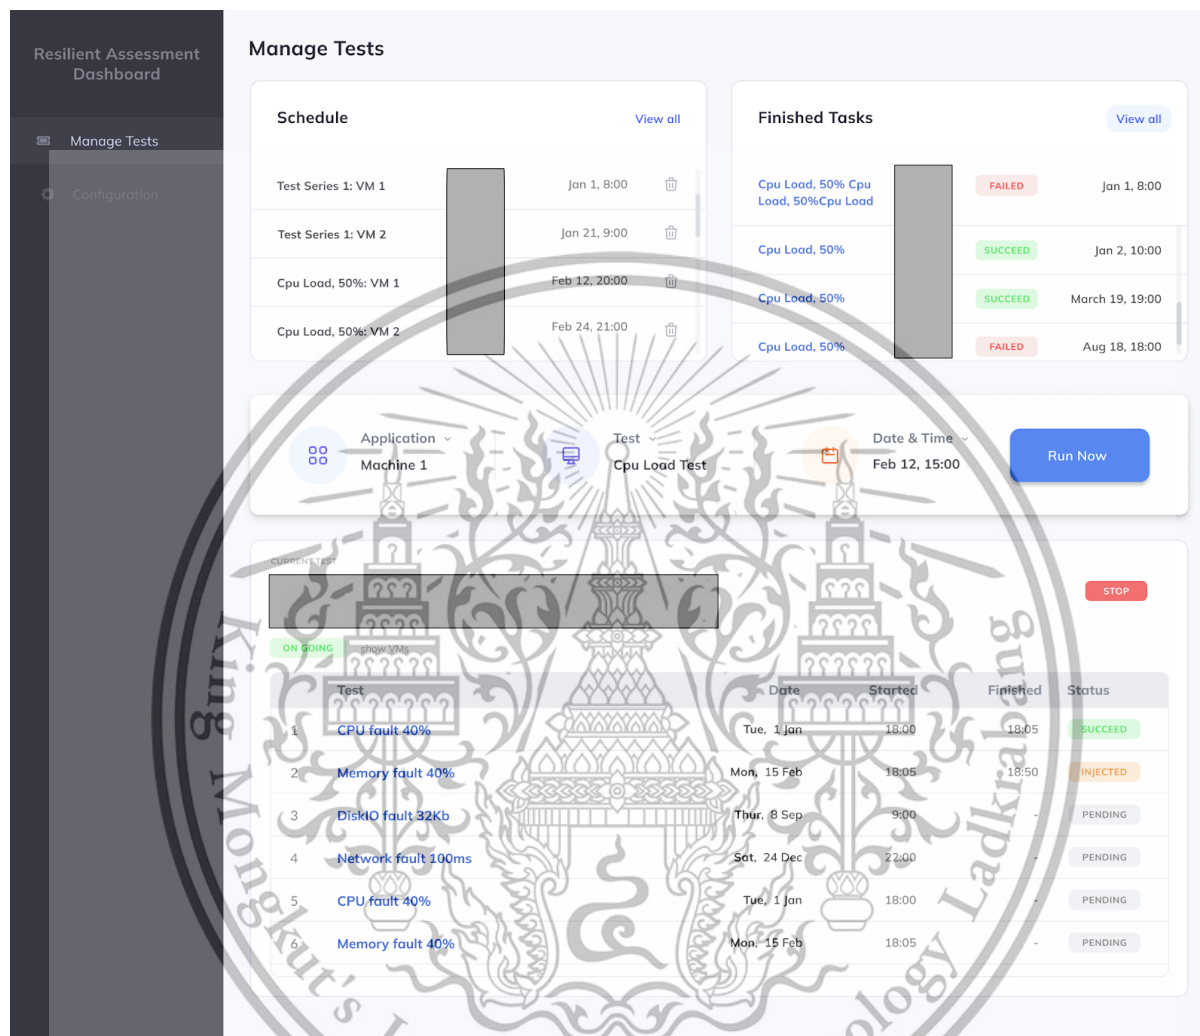 Resilient Assessment
Dashboard
Manage Tests
Configuration
Manage Tests
Schedule
View all
Test Series 1: VM 1
Jan 1, 8:00
Test Series 1: VM 2
Jan 21, 9:00
Cpu Load, 50%: VM 1
Feb 12, 20:00
Cpu Load, 50%: VM 2
Feb 24, 21:00
Finished Tasks
View all
Cpu Load, 50% Cpu
Load, 50%Cpu Load
FAILED
Jan 1, 8:00
Cpu Load, 50%
SUCCEED
Jan 2, 10:00
Cpu Load, 50%
SUCCEED
March 19, 19:00
Cpu Load, 50%
FAILED
Aug 18, 18:00
Application
Machine 1
Test
Cpu Load Test
Date & Time
Feb 12, 15:00
Run Now
CURRENT TEST
STOP
ON GOING
show VMs
Test Date Started Finished Status
1 CPU fault 40% Tue, 1 Jan 18:00 18:05 SUCCEED
2 Memory fault 40% Mon, 15 Feb 18:05 18:50 INJECTED
3 DiskIO fault 32Kb Thur, 8 Sep 9:00 - PENDING
4 Network fault 100ms Sat, 24 Dec 22:00 - PENDING
5 CPU fault 40% Tue, 1 Jan 18:00 - PENDING
6 Memory fault 40% Mon, 15 Feb 18:05 - PENDING
King Mongkut's
ology Ladkrabang